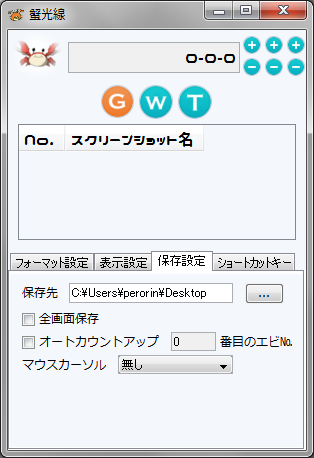 蟹光線
0-0-0
G W T
No. スクリーンショット名
フォーマット設定 表示設定 保存設定 ショートカットキー
保存先 C:¥Users¥perorin¥Desktop ...
全画面保存
オートカウントアップ 0 番目のエビNo.
マウスカーソル 無し